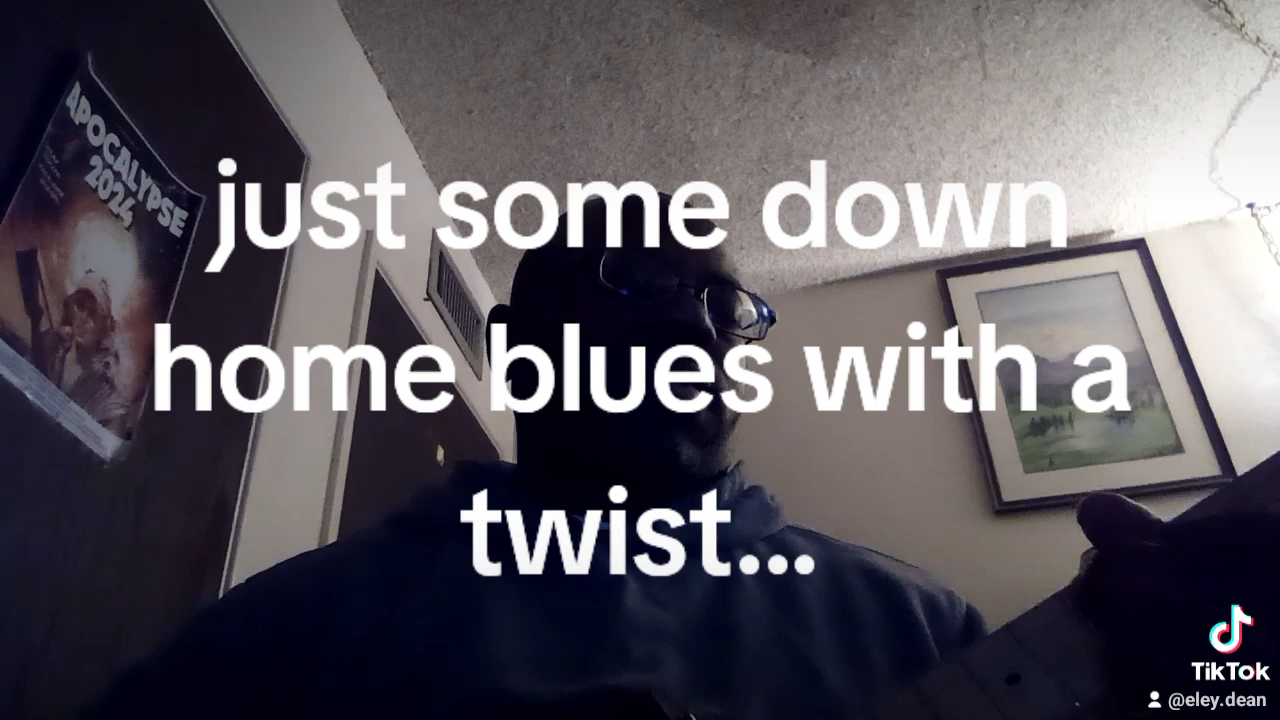 APOCALYPSE
2024
just some down
home blues with a
twist...
TikTok
@eley.dean